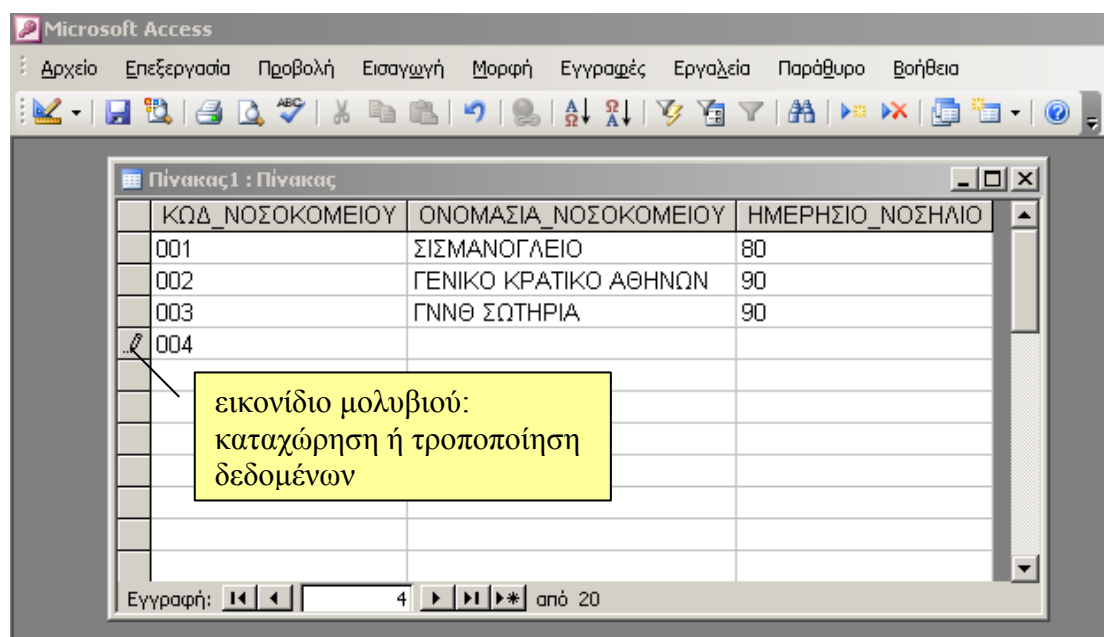 Microsoft Access
Αρχείο Επεξεργασία Προβολή Εισαγωγή Μορφή Εγγραφές Εργαλεία Παράθυρο Βοήθεια
Πίνακας1 : Πίνακας
ΚΩΔ_ΝΟΣΟΚΟΜΕΙΟΥ ΟΝΟΜΑΣΙΑ_ΝΟΣΟΚΟΜΕΙΟΥ ΗΜΕΡΗΣΙΟ_ΝΟΣΗΛΙΟ
001 ΣΙΣΜΑΝΟΓΛΕΙΟ 80
002 ΓΕΝΙΚΟ ΚΡΑΤΙΚΟ ΑΘΗΝΩΝ 90
003 ΓΝΝΘ ΣΩΤΗΡΙΑ 90
004
εικονίδιο μολυβιού:
καταχώρηση ή τροποποίηση
δεδομένων
Εγγραφή: 4 από 20